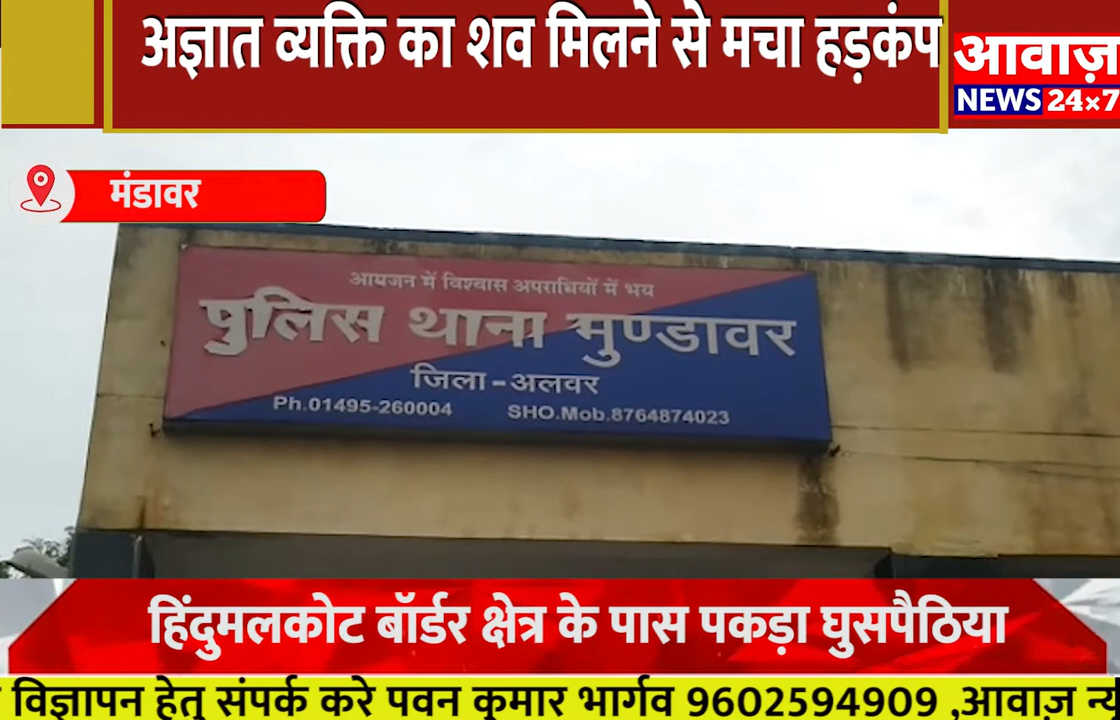 अज्ञात व्यक्ति का शव मिलने से मचा हड़कंप
आवाज़
NEWS 24×7
मंडावर
आमजन में विश्वास अपराधियों में भय
पुलिस थाना मुण्डावर
जिला-अलवर
Ph.01495-260004 SHO.Mob.8764874023
हिंदुमलकोट बॉर्डर क्षेत्र के पास पकड़ा घुसपैठिया
विज्ञापन हेतु संपर्क करे पवन कुमार भार्गव 9602594909 ,आवाज़